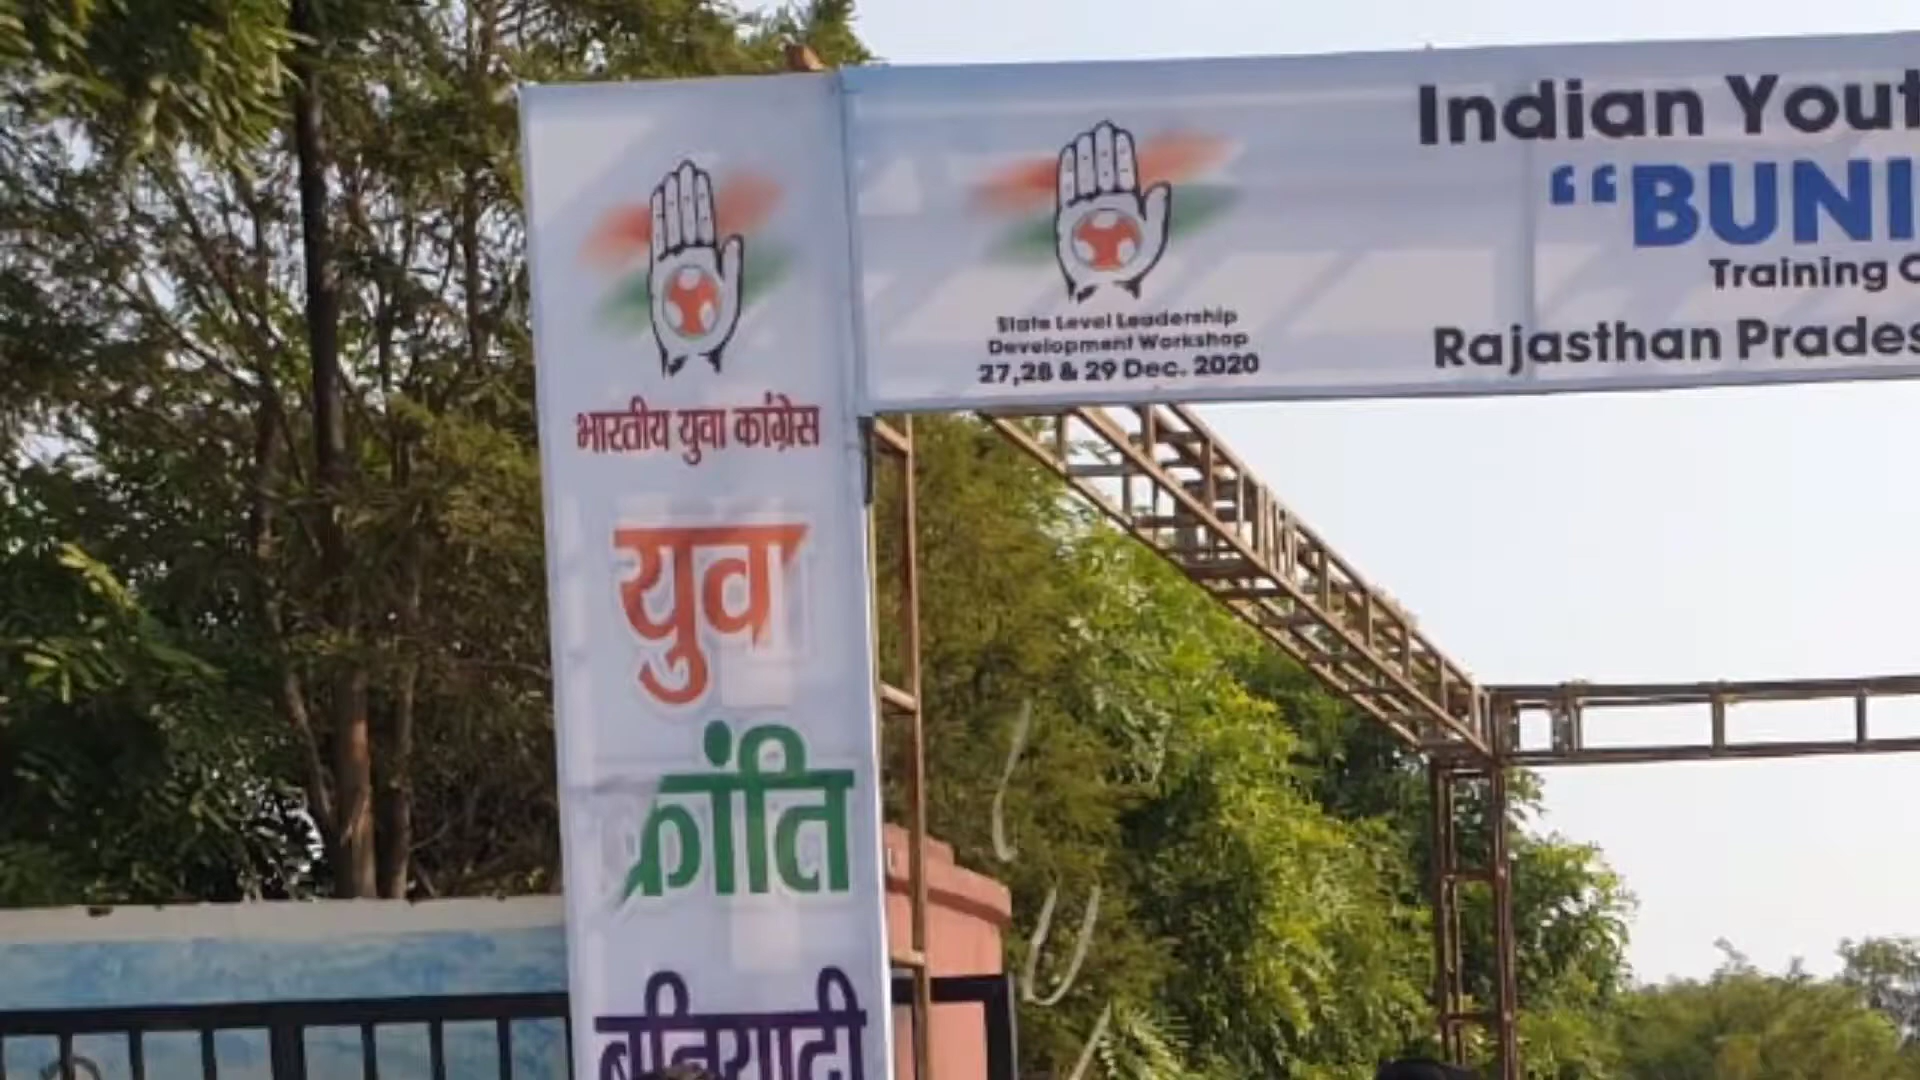 भारतीय युवा कांग्रेस
युवा
क्रांति
बुनियादी
State Level Leadership
Development Workshop
27,28 & 29 Dec. 2020
Indian Yout
“BUNI
Training C
Rajasthan Prades